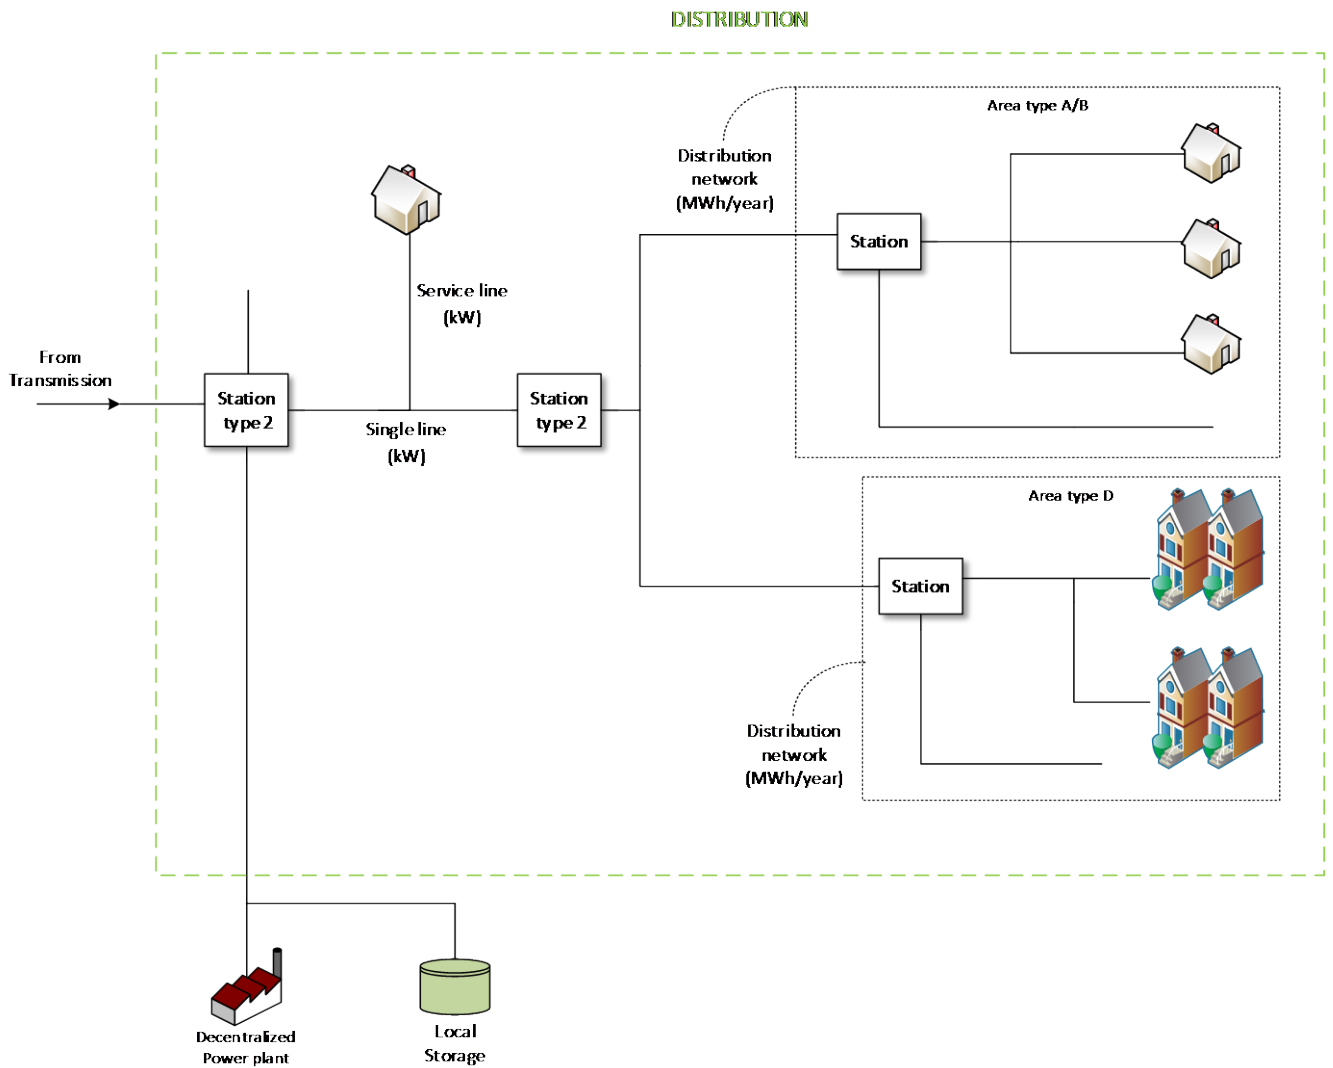 DISTRIBUTION
Area type A/B
Distribution
network
(MWh/year)
Station
Service line
(kW)
From
Transmission
Station
type 2
Single line
(kW)
Station
type 2
Area type D
Station
Distribution
network
(MWh/year)
Decentralized
Power plant
Local
Storage